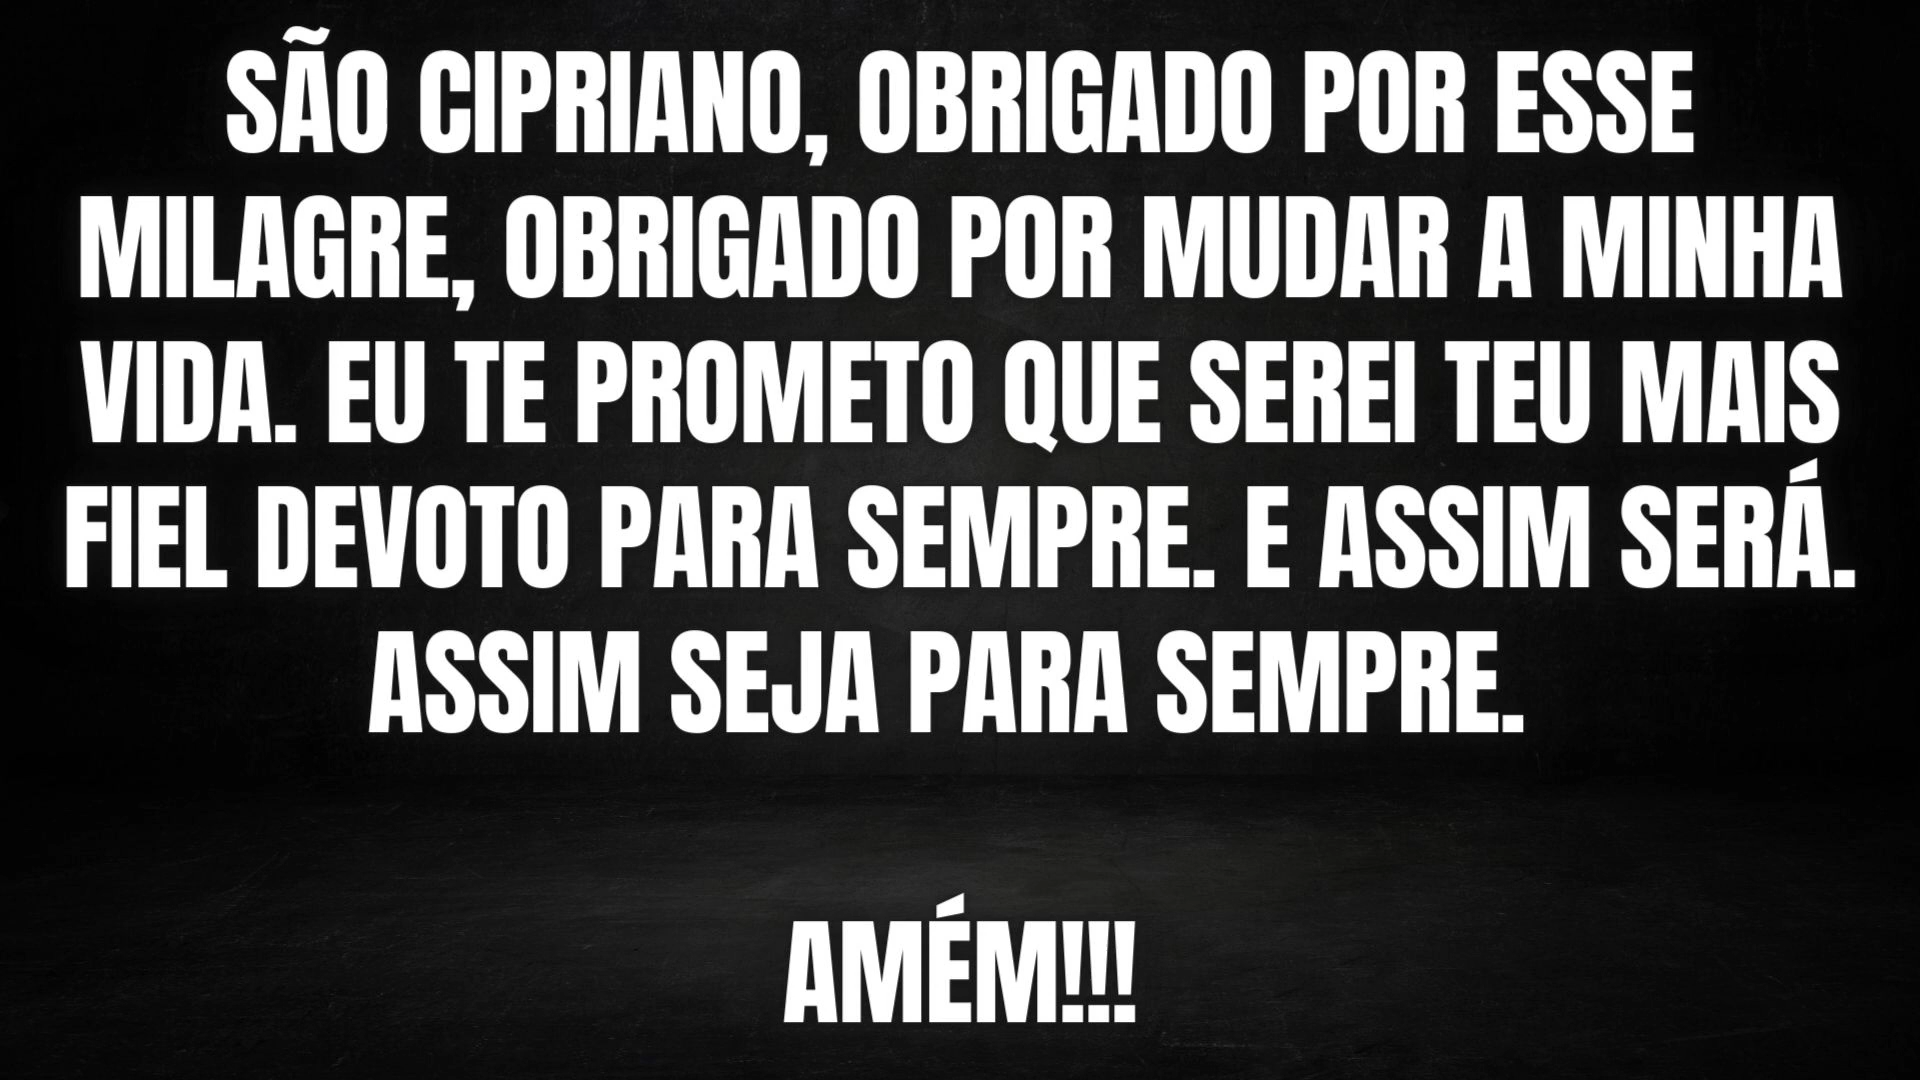 SÃO CIPRIANO, OBRIGADO POR ESSE
MILAGRE, OBRIGADO POR MUDAR A MINHA
VIDA. EU TE PROMETO QUE SEREI TEU MAIS
FIEL DEVOTO PARA SEMPRE. E ASSIM SERÁ.
ASSIM SEJA PARA SEMPRE.
AMÉM!!!